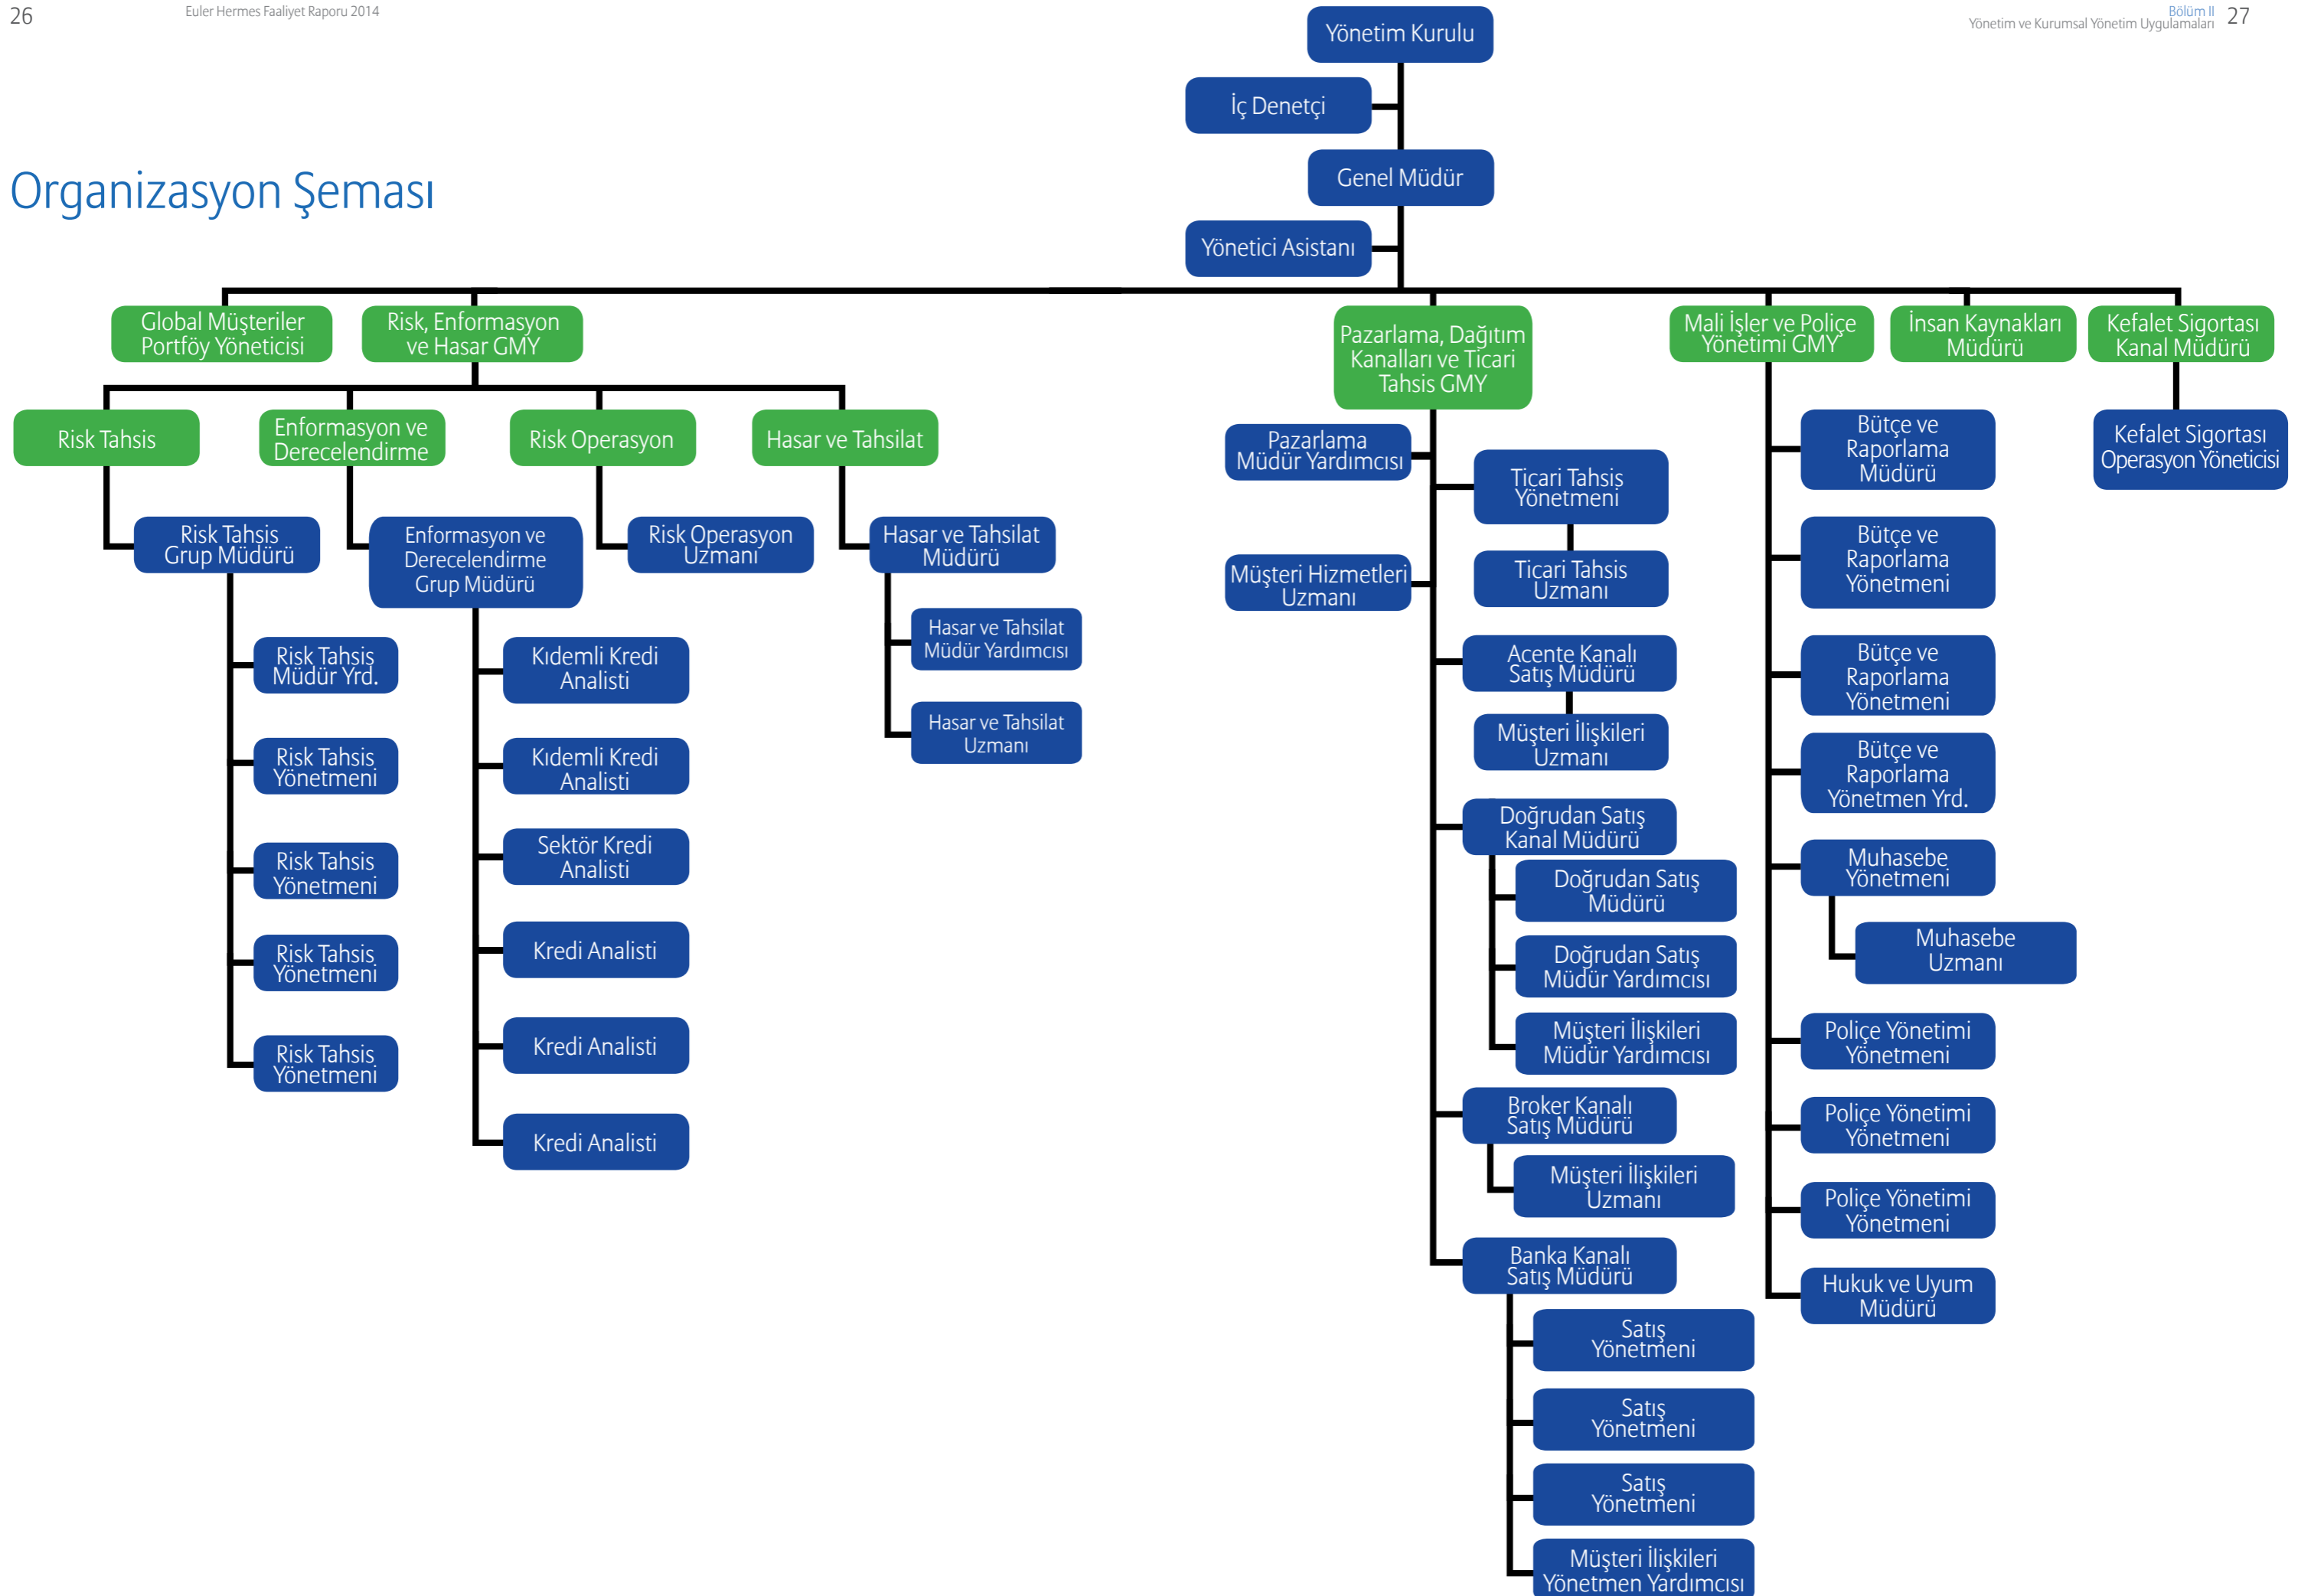 26
Euler Hermes Faaliyet Raporu 2014
Bölüm II
Yönetim ve Kurumsal Yönetim Uygulamaları
27
Organizasyon Şeması
Yönetim Kurulu
İç Denetçi
Genel Müdür
Yönetici Asistanı
Global Müşteriler
Portföy Yöneticisi
Risk, Enformasyon
ve Hasar GMY
Risk Tahsis
Risk Tahsis
Grup Müdürü
Risk Tahsis
Müdür Yrd.
Risk Tahsis
Yönetmeni
Risk Tahsis
Yönetmeni
Risk Tahsis
Yönetmeni
Risk Tahsis
Yönetmeni
Enformasyon ve
Derecelendirme
Enformasyon ve
Derecelendirme
Grup Müdürü
Kıdemli Kredi
Analisti
Kıdemli Kredi
Analisti
Sektör Kredi
Analisti
Kredi Analisti
Kredi Analisti
Kredi Analisti
Risk Operasyon
Risk Operasyon
Uzmanı
Hasar ve Tahsilat
Hasar ve Tahsilat
Müdürü
Hasar ve Tahsilat
Müdür Yardımcısı
Hasar ve Tahsilat
Uzmanı
Pazarlama, Dağıtım
Kanalları ve Ticari
Tahsis GMY
Pazarlama
Müdür Yardımcısı
Müşteri Hizmetleri
Uzmanı
Ticari Tahsis
Yönetmeni
Ticari Tahsis
Uzmanı
Acente Kanalı
Satış Müdürü
Müşteri İlişkileri
Uzmanı
Doğrudan Satış
Kanal Müdürü
Doğrudan Satış
Müdürü
Doğrudan Satış
Müdür Yardımcısı
Müşteri İlişkileri
Müdür Yardımcısı
Broker Kanalı
Satış Müdürü
Müşteri İlişkileri
Uzmanı
Banka Kanalı
Satış Müdürü
Satış
Yönetmeni
Satış
Yönetmeni
Satış
Yönetmeni
Müşteri İlişkileri
Yönetmen Yardımcısı
Mali İşler ve Poliçe
Yönetimi GMY
Bütçe ve
Raporlama
Müdürü
Bütçe ve
Raporlama
Yönetmeni
Bütçe ve
Raporlama
Yönetmeni
Bütçe ve
Raporlama
Yönetmen Yrd.
Muhasebe
Yönetmeni
Muhasebe
Uzmanı
Poliçe Yönetimi
Yönetmeni
Poliçe Yönetimi
Yönetmeni
Poliçe Yönetimi
Yönetmeni
Hukuk ve Uyum
Müdürü
İnsan Kaynakları
Müdürü
Kefalet Sigortası
Kanal Müdürü
Kefalet Sigortası
Operasyon Yöneticisi